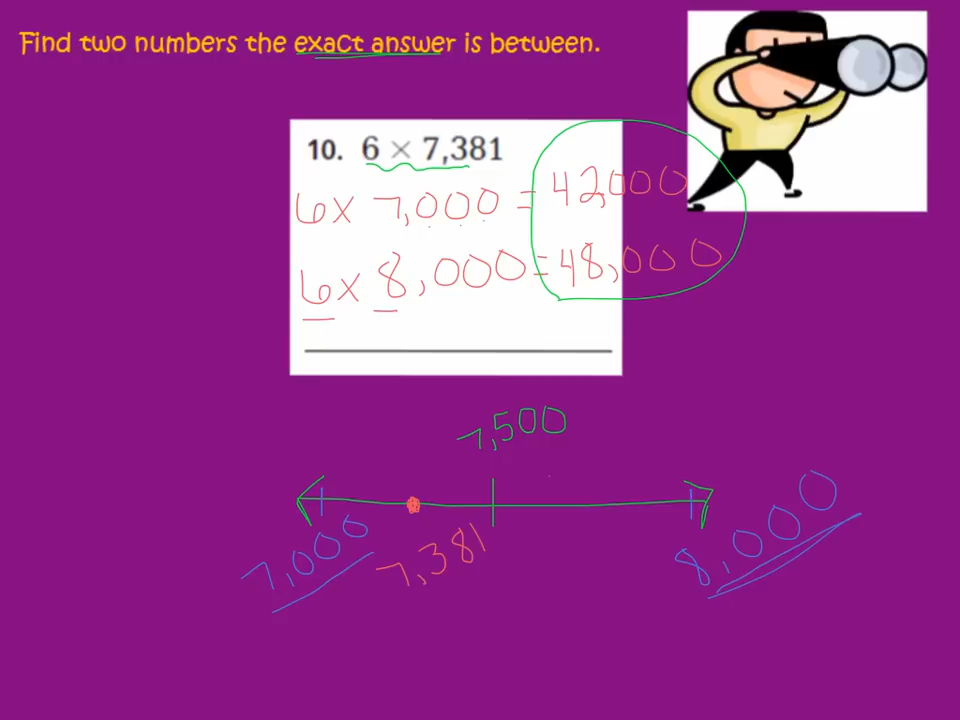 Find two numbers the exact answer is between.
10. 6 × 7,381
6x 7,000 = 42,000
6x 8,000 = 48,000
7,500
7,000
7,381
8,000